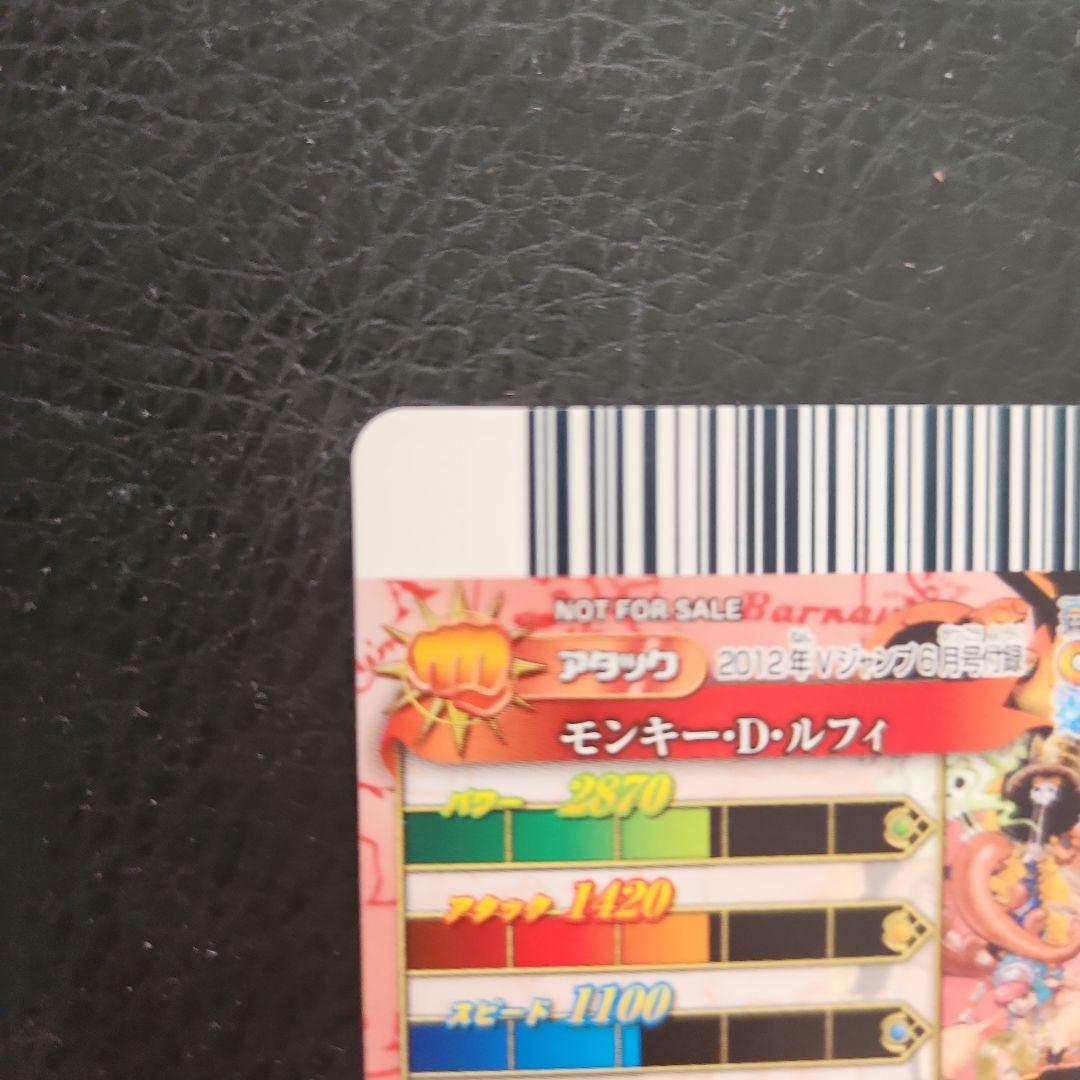 NOT FOR SALE
Barnav
アタック
2012年Vジャンプ6月号付録
モンキー・D・ルフィ
パワー 2870
アタック 1420
スピード 1100